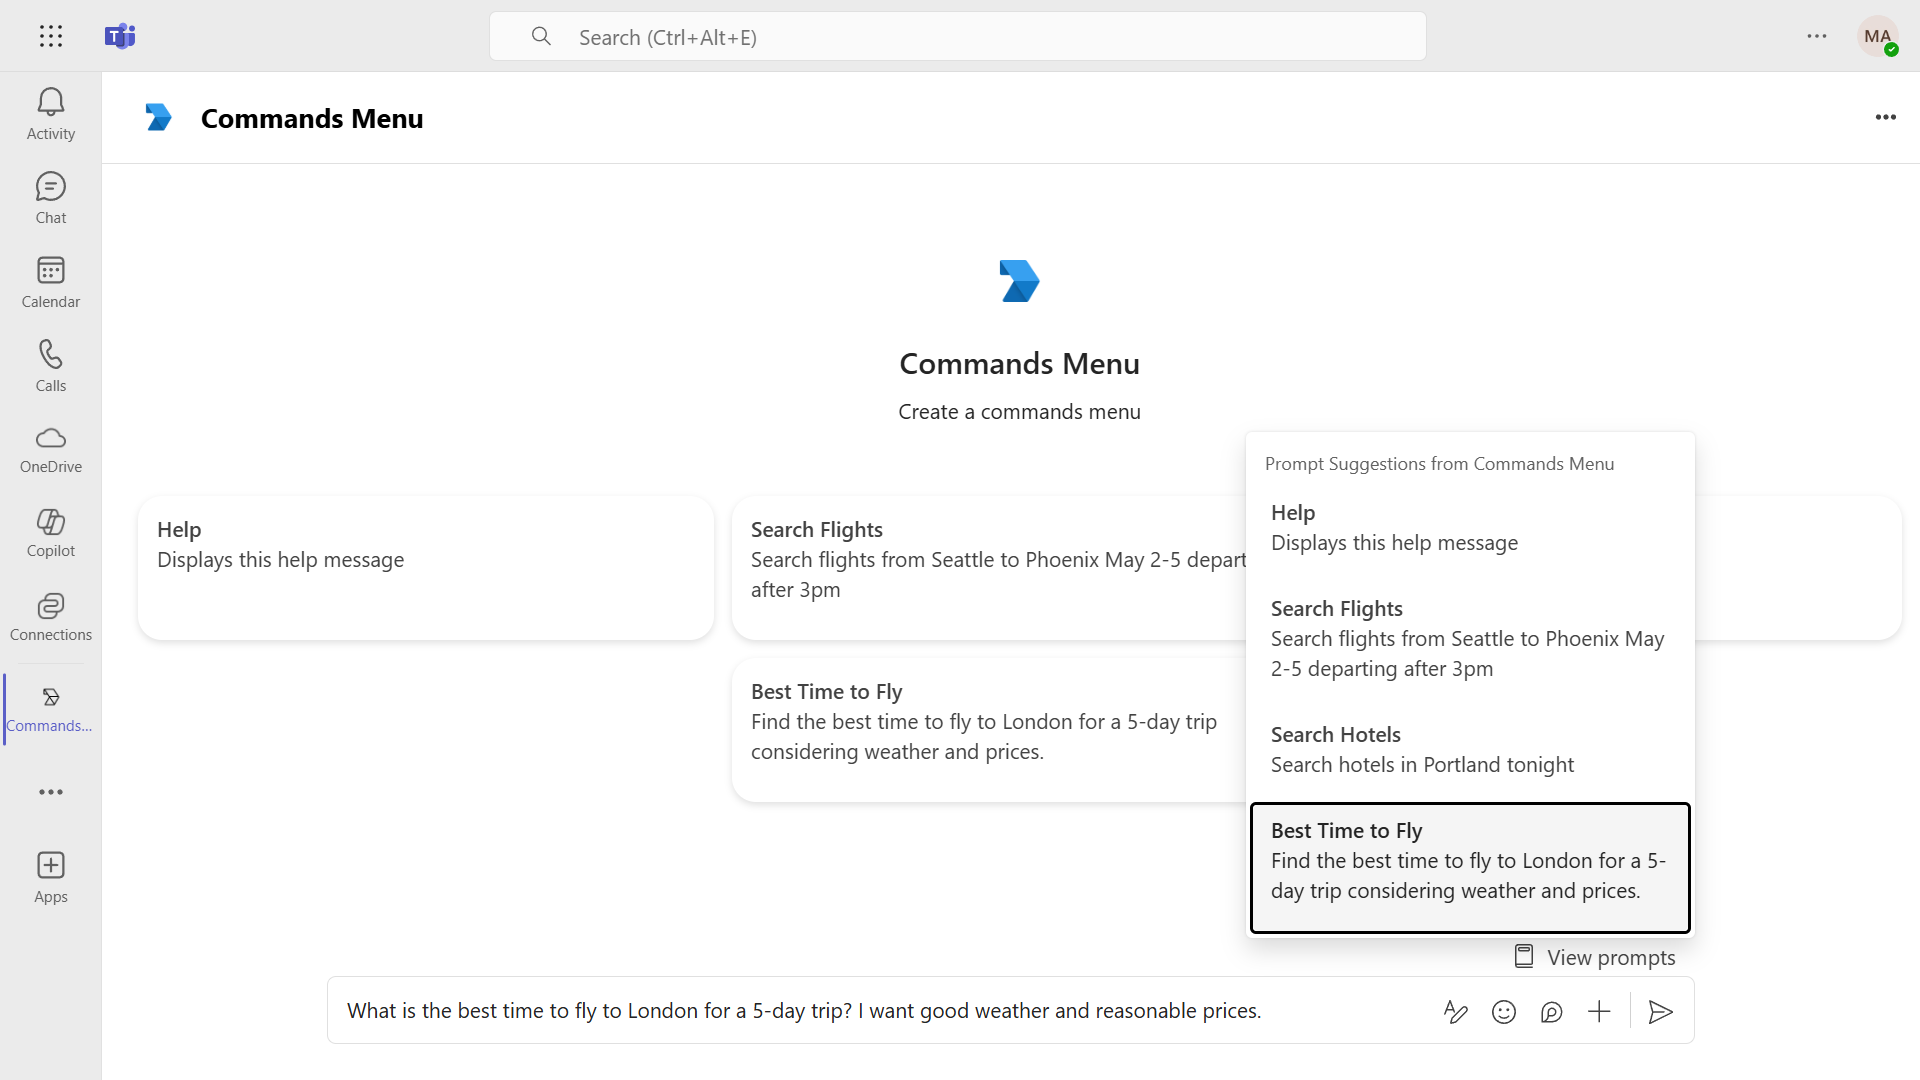 Search (Ctrl+Alt+E)
MA
Activity
Chat
Calendar
Calls
OneDrive
Copilot
Connections
Commands...
Apps
Commands Menu
Commands Menu
Create a commands menu
Help
Displays this help message
Search Flights
Search flights from Seattle to Phoenix May 2-5 depart
after 3pm
Best Time to Fly
Find the best time to fly to London for a 5-day trip
considering weather and prices.
Prompt Suggestions from Commands Menu
Help
Displays this help message
Search Flights
Search flights from Seattle to Phoenix May
2-5 departing after 3pm
Search Hotels
Search hotels in Portland tonight
Best Time to Fly
Find the best time to fly to London for a 5-
day trip considering weather and prices.
View prompts
What is the best time to fly to London for a 5-day trip? I want good weather and reasonable prices.